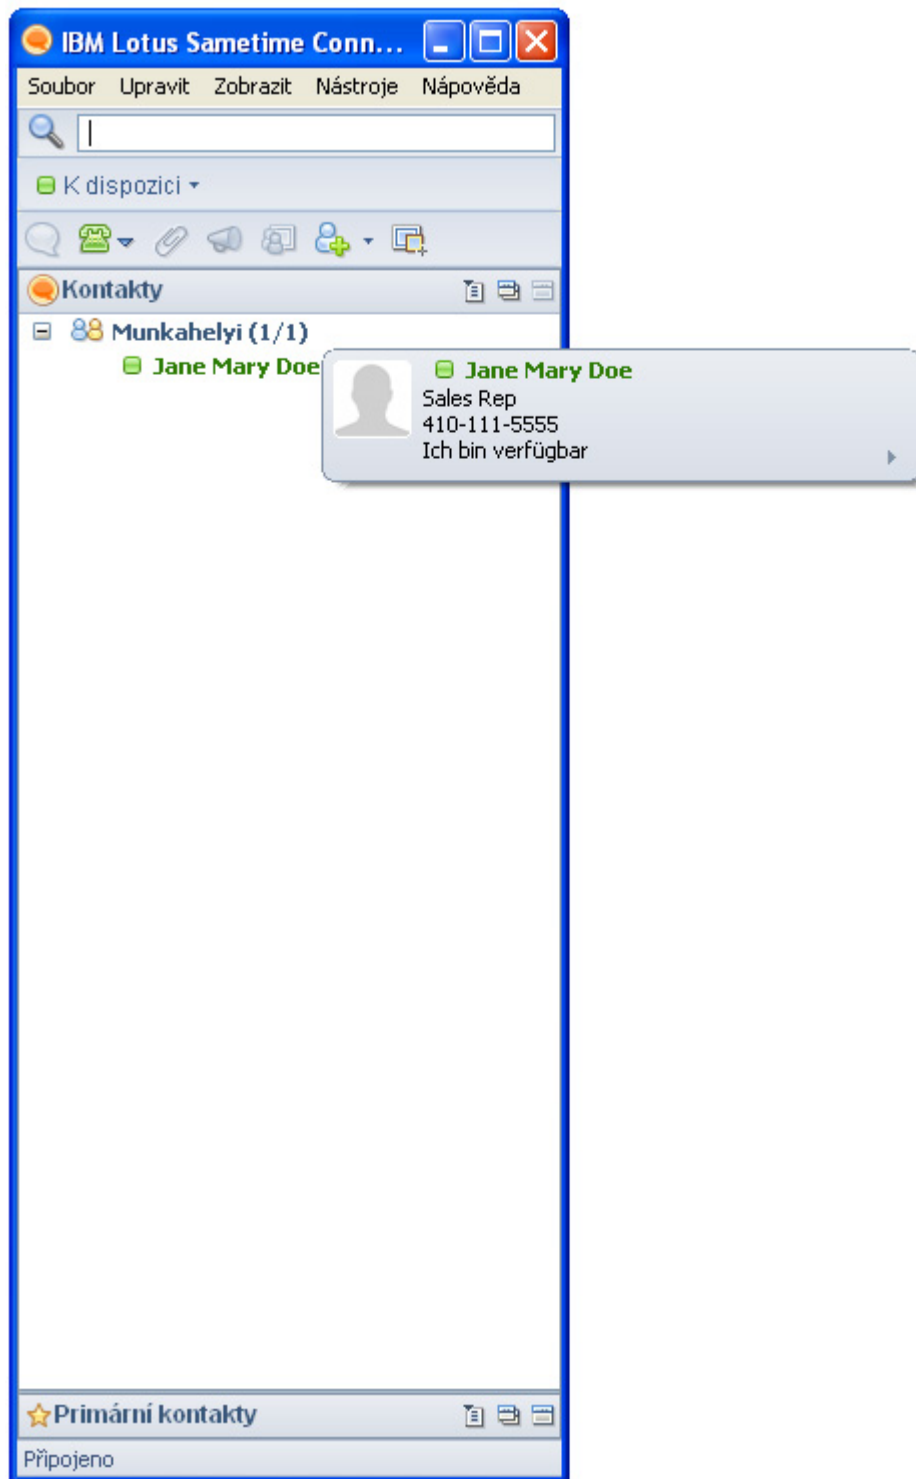 IBM Lotus Sametime Conn...
Soubor Upravit Zobrazit Nástroje Nápověda
K dispozici
Kontakty
Munkahelyi (1/1)
Jane Mary Doe
Jane Mary Doe
Sales Rep
410-111-5555
Ich bin verfügbar
Primární kontakty
Připojeno